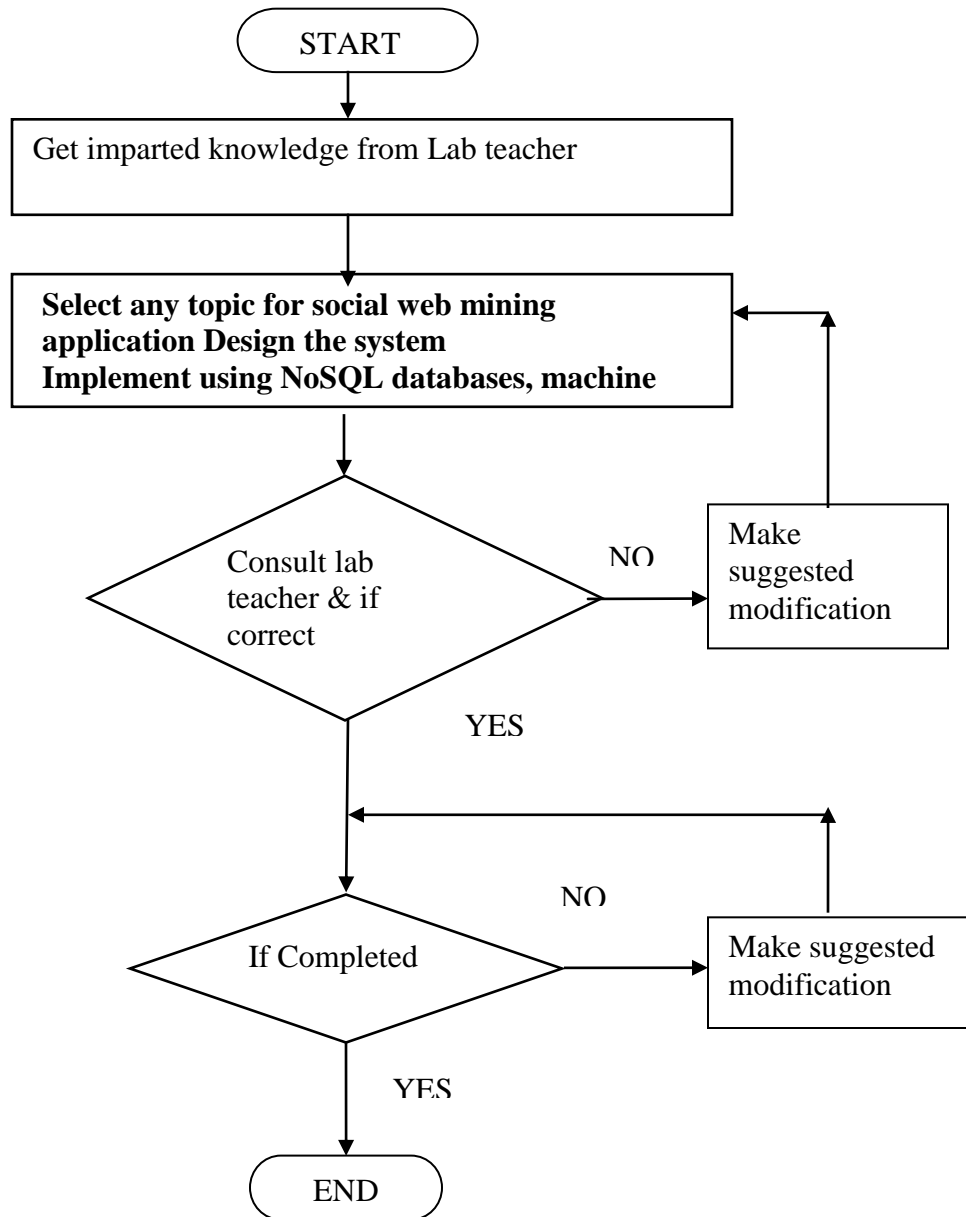 START
Get imparted knowledge from Lab teacher
Select any topic for social web mining
application Design the system
Implement using NoSQL databases, machine
Consult lab
teacher & if
correct
NO
Make
suggested
modification
YES
If Completed
NO
Make suggested
modification
YES
END